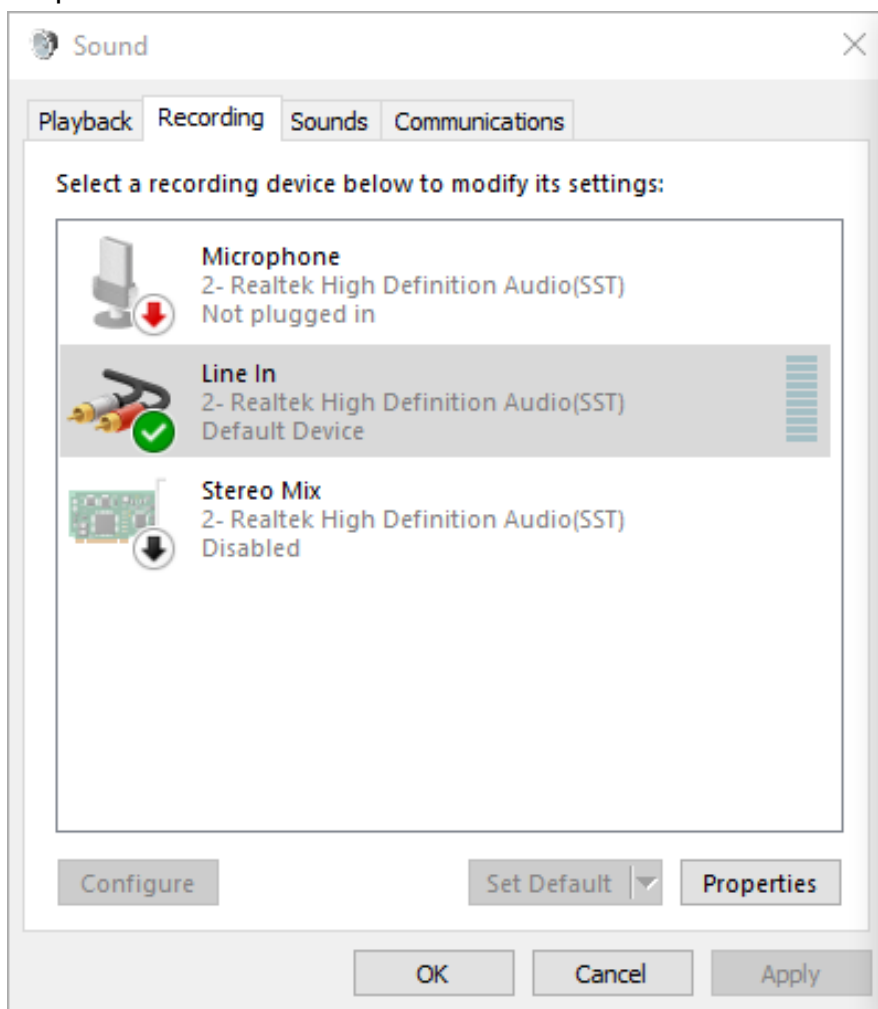 Sound
Playback Recording Sounds Communications
Select a recording device below to modify its settings:
Microphone
2- Realtek High Definition Audio(SST)
Not plugged in
Line In
2- Realtek High Definition Audio(SST)
Default Device
Stereo Mix
2- Realtek High Definition Audio(SST)
Disabled
Configure Set Default Properties
OK Cancel Apply